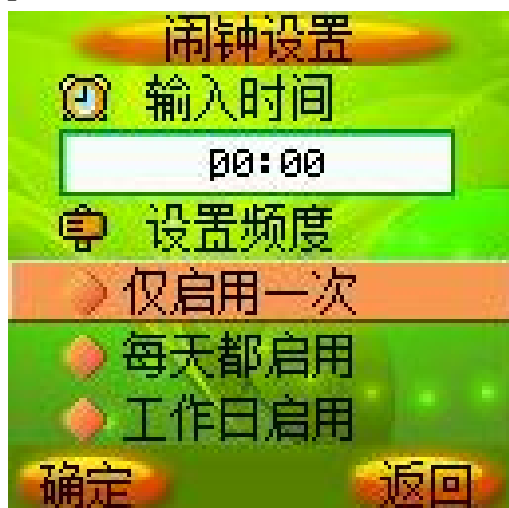 闹钟设置
输入时间
00:00
设置频度
仅启用一次
每天都启用
工作日启用
确定 返回